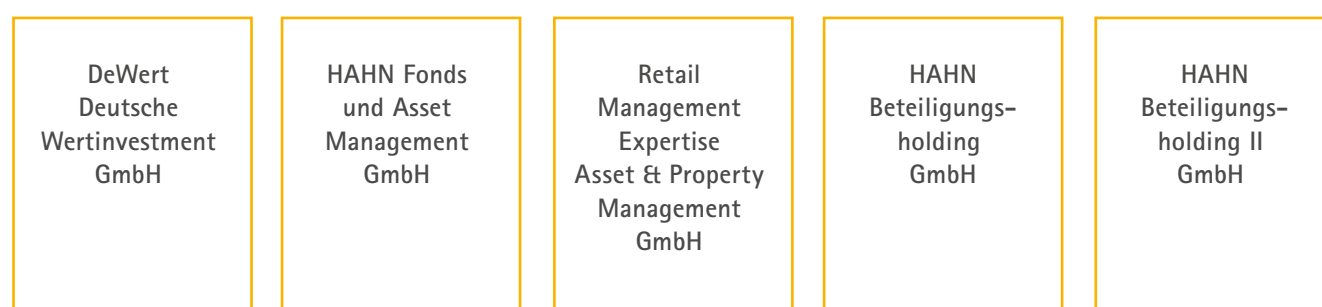 DeWert
Deutsche
Wertinvestment
GmbH
HAHN Fonds
und Asset
Management
GmbH
Retail
Management
Expertise
Asset & Property
Management
GmbH
HAHN
Beteiligungs-
holding
GmbH
HAHN
Beteiligungs-
holding II
GmbH